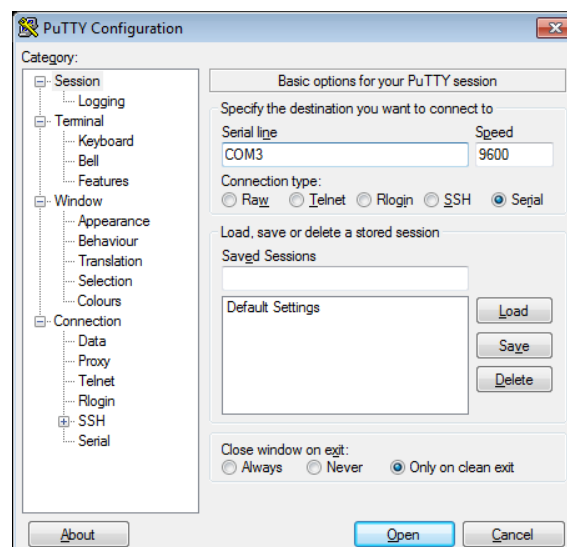 PuTTY Configuration
Category:
Session
Logging
Terminal
Keyboard
Bell
Features
Window
Appearance
Behaviour
Translation
Selection
Colours
Connection
Data
Proxy
Telnet
Rlogin
SSH
Serial
Basic options for your PuTTY session
Specify the destination you want to connect to
Serial line Speed
COM3 9600
Connection type:
Raw Telnet Rlogin SSH Serial
Load, save or delete a stored session
Saved Sessions
Default Settings
Load
Save
Delete
Close window on exit:
Always Never Only on clean exit
About Open Cancel